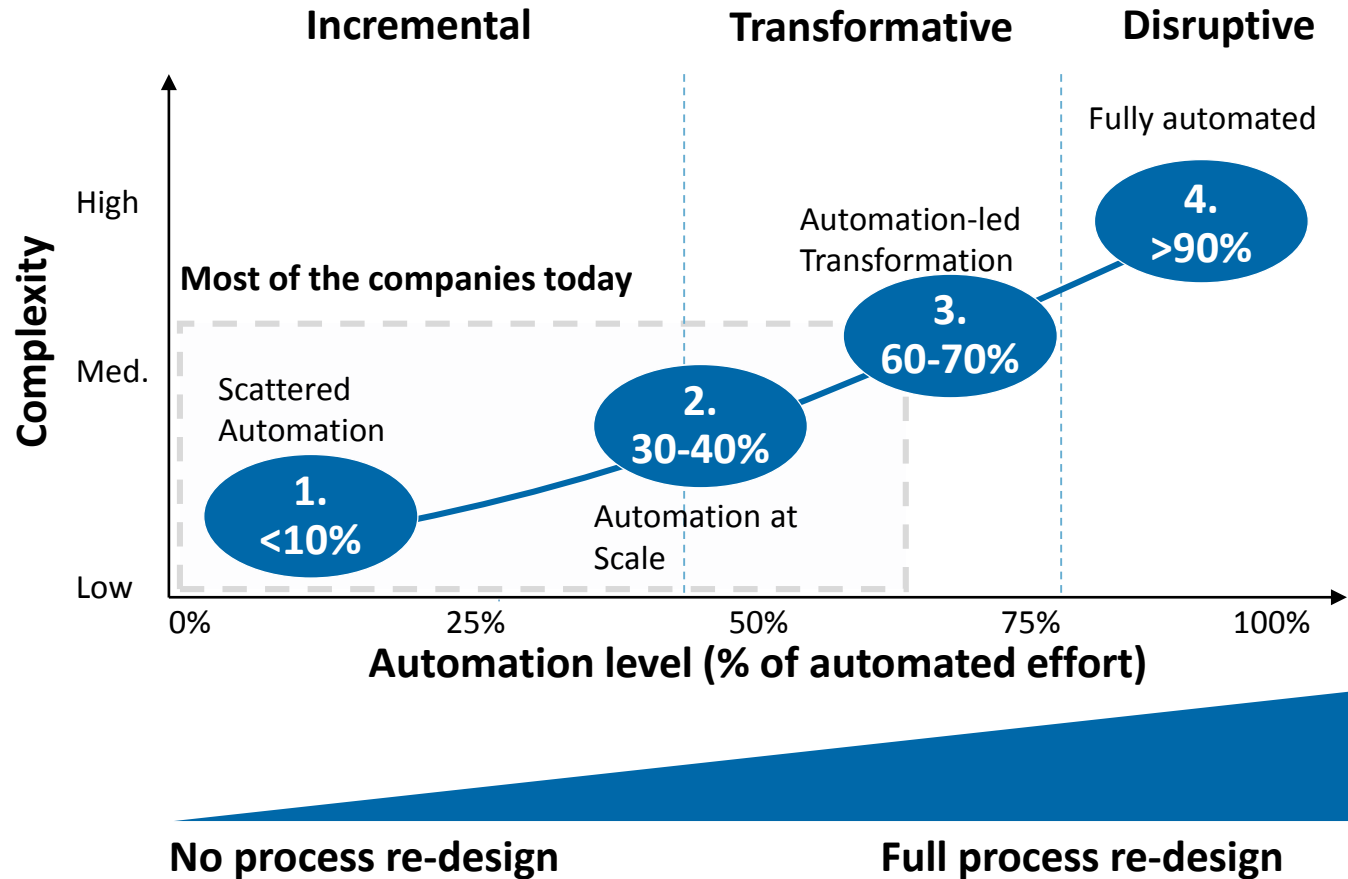 Incremental
Transformative
Disruptive
Fully automated
4.
>90%
High
Automation-led
Transformation
Most of the companies today
3.
60-70%
Complexity
Med.
Scattered
Automation
2.
30-40%
1.
<10%
Automation at
Scale
Low
0%
25%
50%
75%
100%
Automation level (% of automated effort)
No process re-design
Full process re-design